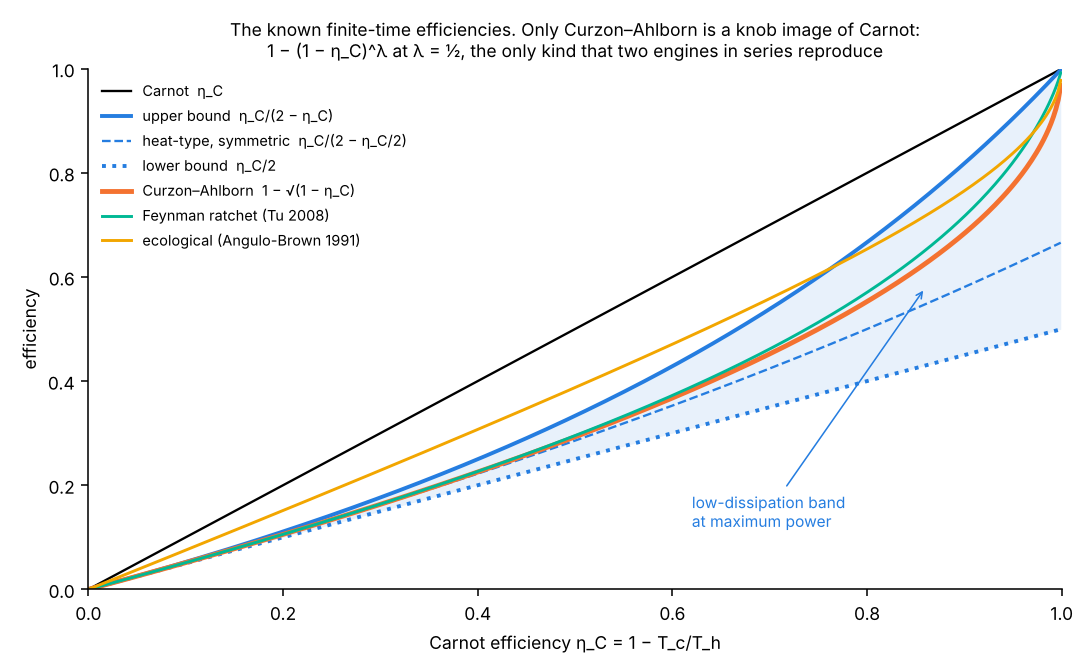 The known finite-time efficiencies. Only Curzon–Ahlborn is a knob image of Carnot:
1 − (1 − η_C)^λ at λ = ½, the only kind that two engines in series reproduce
Carnot η_C
upper bound η_C/(2 − η_C)
heat-type, symmetric η_C/(2 − η_C/2)
lower bound η_C/2
Curzon–Ahlborn 1 − √(1 − η_C)
Feynman ratchet (Tu 2008)
ecological (Angulo-Brown 1991)
low-dissipation band
at maximum power
efficiency
1.0
0.8
0.6
0.4
0.2
0.0
0.0 0.2 0.4 0.6 0.8 1.0
Carnot efficiency η_C = 1 − T_c/T_h